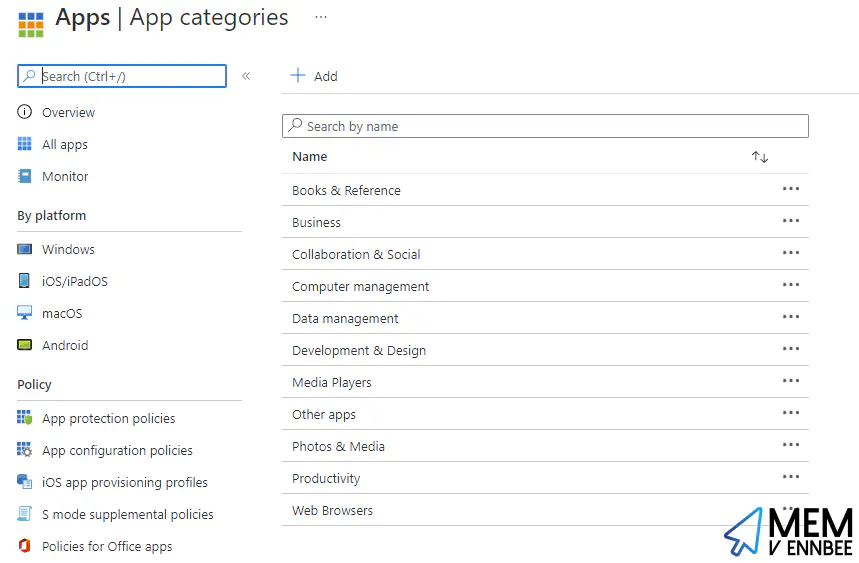 Apps | App categories ...
Search (Ctrl+/)
«
Overview
All apps
Monitor
By platform
Windows
iOS/iPadOS
macOS
Android
Policy
App protection policies
App configuration policies
iOS app provisioning profiles
S mode supplemental policies
Policies for Office apps
Add
Search by name
Name
Books & Reference
Business
Collaboration & Social
Computer management
Data management
Development & Design
Media Players
Other apps
Photos & Media
Productivity
Web Browsers
MEM
V ENNBEE